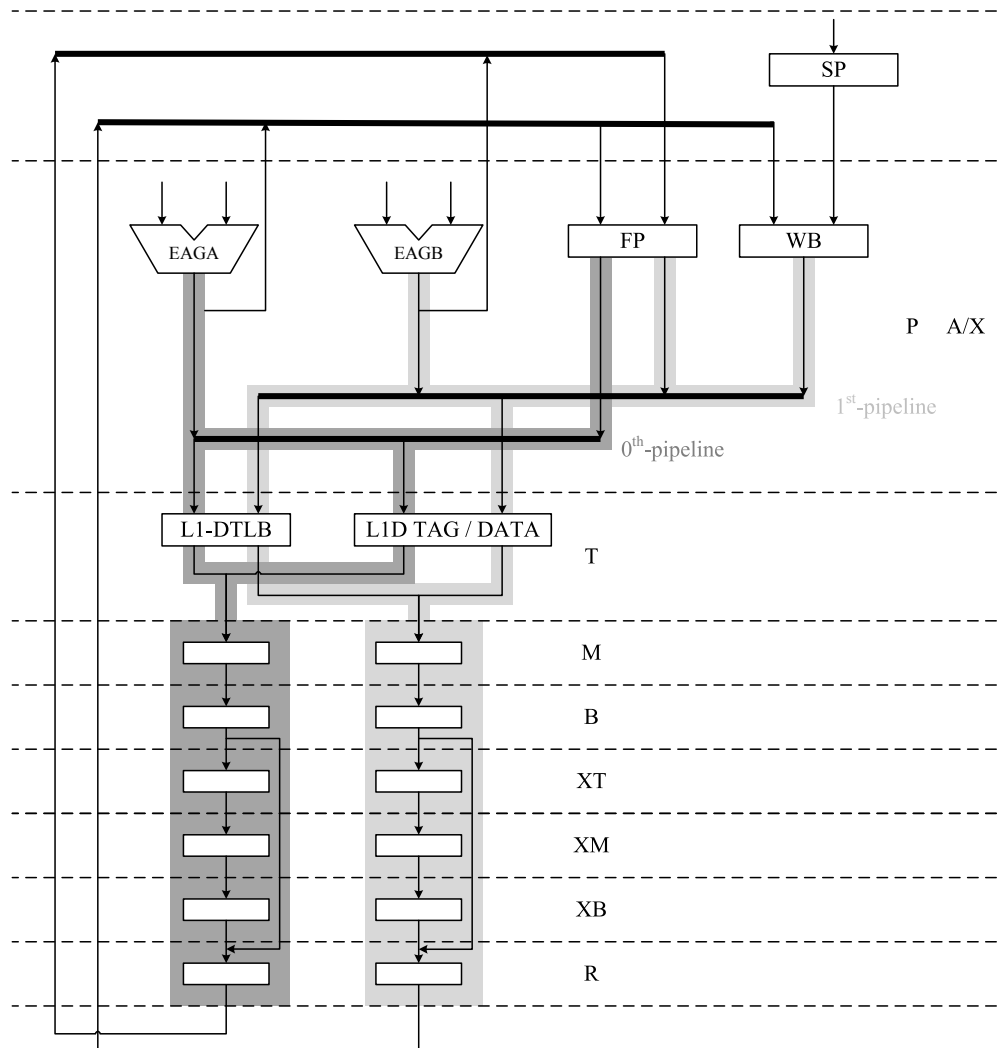 SP
EAGA
EAGB
FP
WB
P A/X
1st-pipeline
0th-pipeline
L1-DTLB
L1D TAG / DATA
T
M
B
XT
XM
XB
R